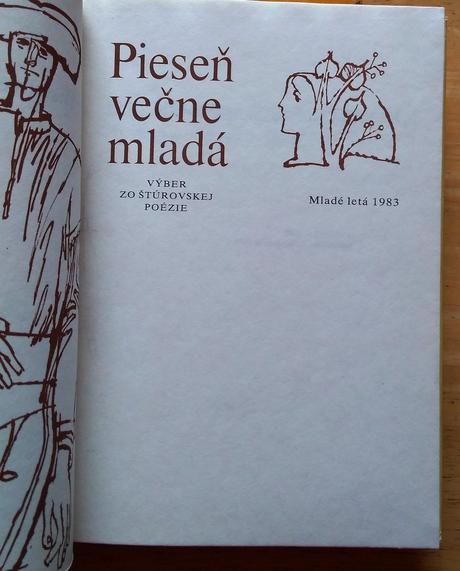 Pieseň
večne
mladá
VÝBER
ZO ŠTÚROVSKEJ
POÉZIE
Mladé letá 1983